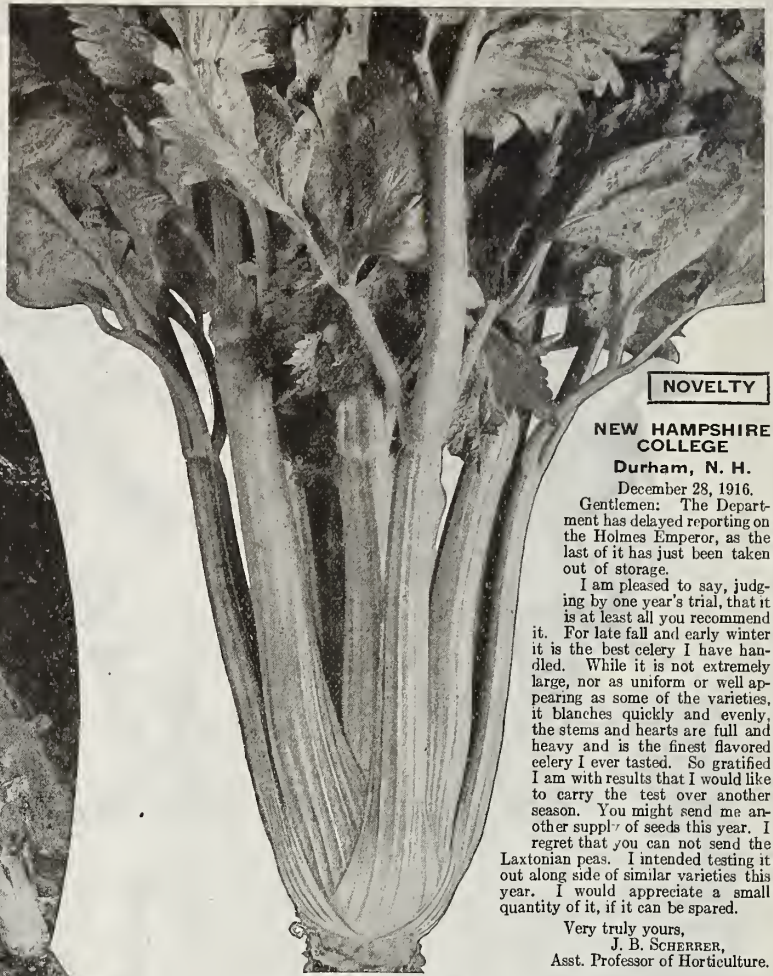 NOVELTY
NEW HAMPSHIRE
COLLEGE
Durham, N. H.
December 28, 1916.
Gentlemen: The Depart-
ment has delayed reporting on
the Holmes Emperor, as the
last of it has just been taken
out of storage.
I am pleased to say, judg-
ing by one year's trial, that it
is at least all you recommend
it. For late fall and early winter
it is the best celery I have han-
dled. While it is not extremely
large, nor as uniform or well ap-
pearing as some of the varieties,
it blanches quickly and evenly,
the stems and hearts are full and
heavy and is the finest flavored
celery I ever tasted. So gratified
I am with results that I would like
to carry the test over another
season. You might send me an-
other supply of seeds this year. I
regret that you can not send the
Laxtonian peas. I intended testing it
out along side of similar varieties this
year. I would appreciate a small
quantity of it, if it can be spared.
Very truly yours,
J. B. SCHERRER,
Asst. Professor of Horticulture.